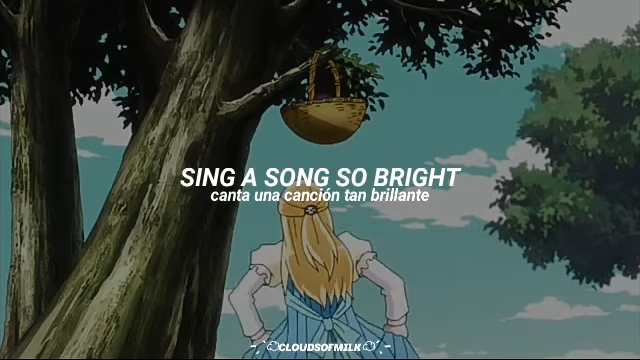 SING A SONG SO BRIGHT
canta una canción tan brillante
CLOUDSOFMILK